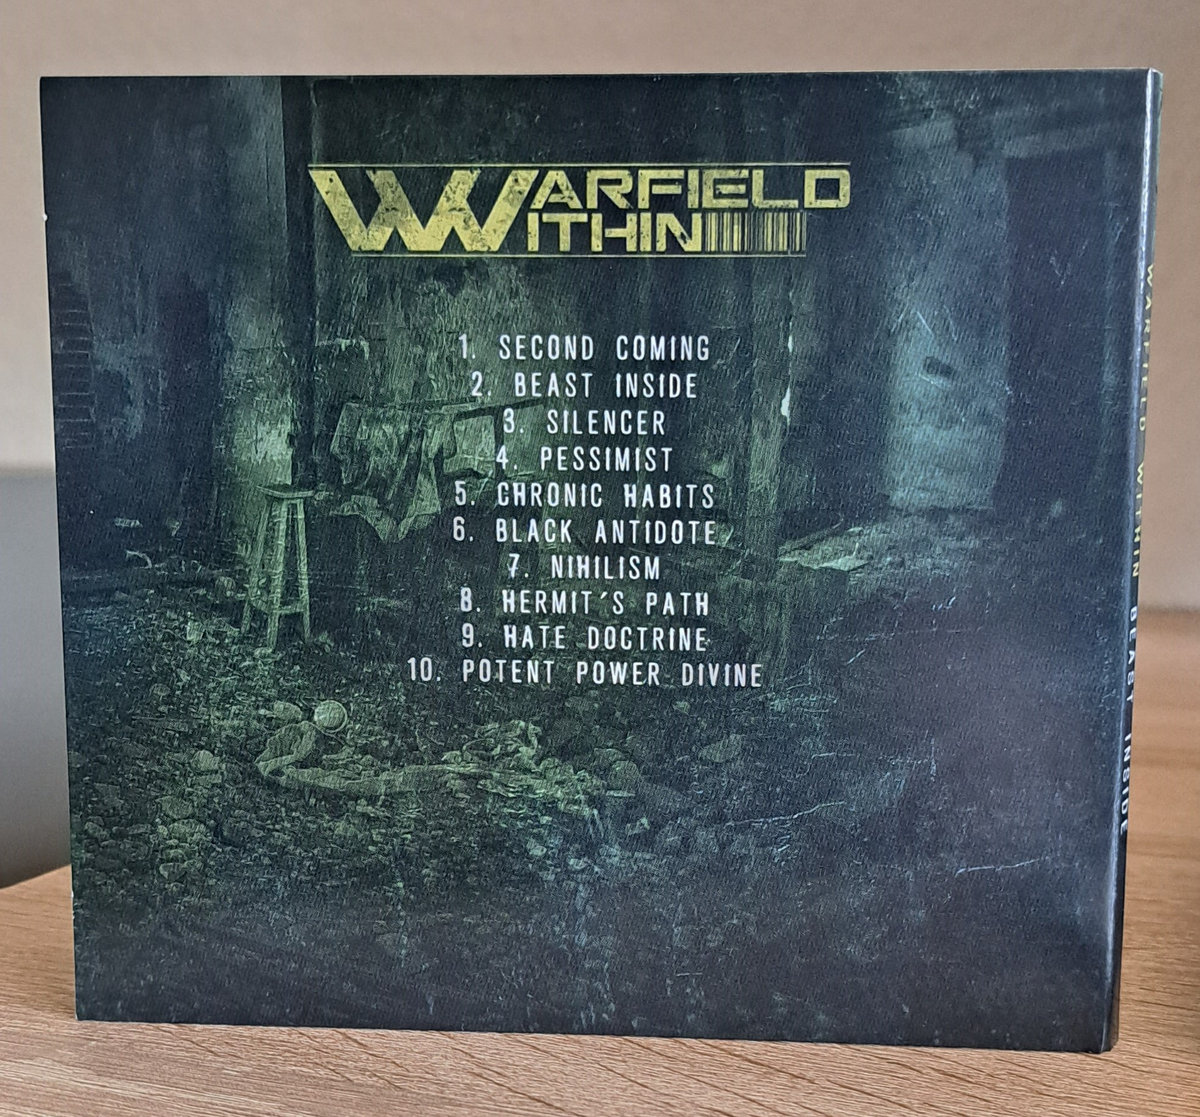 WARFIELD
WITHIN
1. SECOND COMING
2. BEAST INSIDE
3. SILENCER
4. PESSIMIST
5. CHRONIC HABITS
6. BLACK ANTIDOTE
7. NIHILISM
8. HERMIT'S PATH
9. HATE DOCTRINE
10. POTENT POWER DIVINE
WARFIELD WITHIN BEAST INSIDE